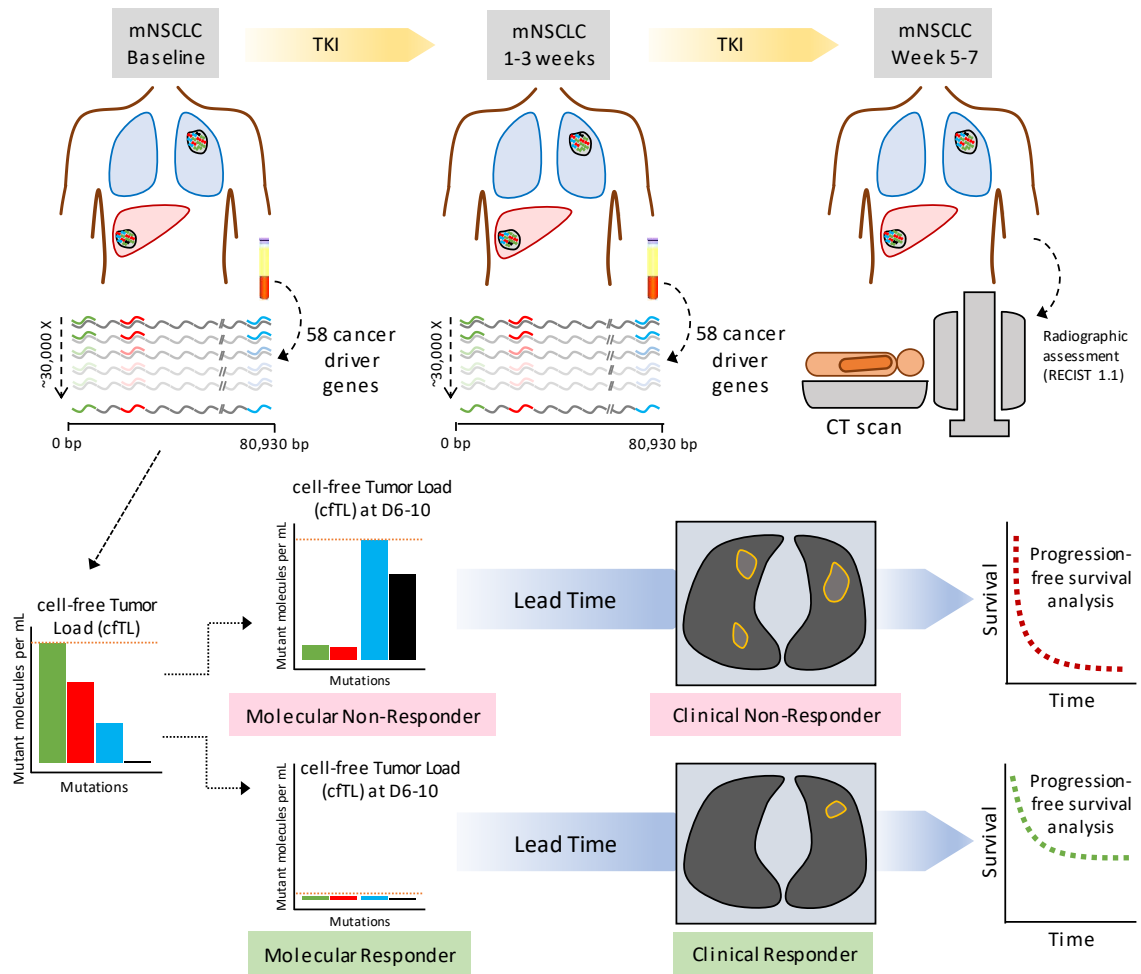 mNSCLC
Baseline
TKI
mNSCLC
1-3 weeks
TKI
mNSCLC
Week 5-7
~30,000 X
58 cancer
driver
genes
0 bp
80,930 bp
~30,000 X
58 cancer
driver
genes
0 bp
80,930 bp
Radiographic
assessment
(RECIST 1.1)
CT scan
cell-free Tumor
Load (cfTL)
Mutant molecules per mL
Mutations
cell-free Tumor Load
(cfTL) at D6-10
Mutant molecules per mL
Mutations
Molecular Non-Responder
Lead Time
Clinical Non-Responder
Survival
Progression-
free survival
analysis
Time
cell-free Tumor Load
(cfTL) at D6-10
Mutant molecules per mL
Mutations
Molecular Responder
Lead Time
Clinical Responder
Survival
Progression-
free survival
analysis
Time